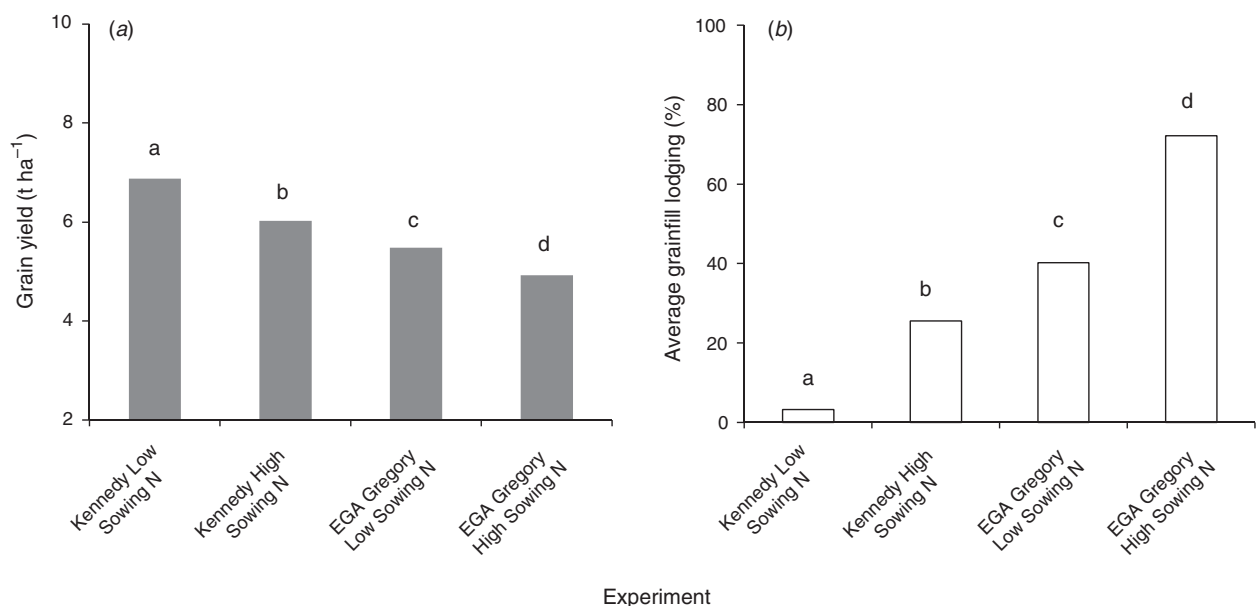 (a)
Grain yield (t ha⁻¹)
10
8
6
4
2
a
b
c
d
Kennedy Low
Sowing N
Kennedy High
Sowing N
EGA Gregory
Low Sowing N
EGA Gregory
High Sowing N
(b)
Average grainfill lodging (%)
100
80
60
40
20
0
a
b
c
d
Kennedy Low
Sowing N
Kennedy High
Sowing N
EGA Gregory
Low Sowing N
EGA Gregory
High Sowing N
Experiment